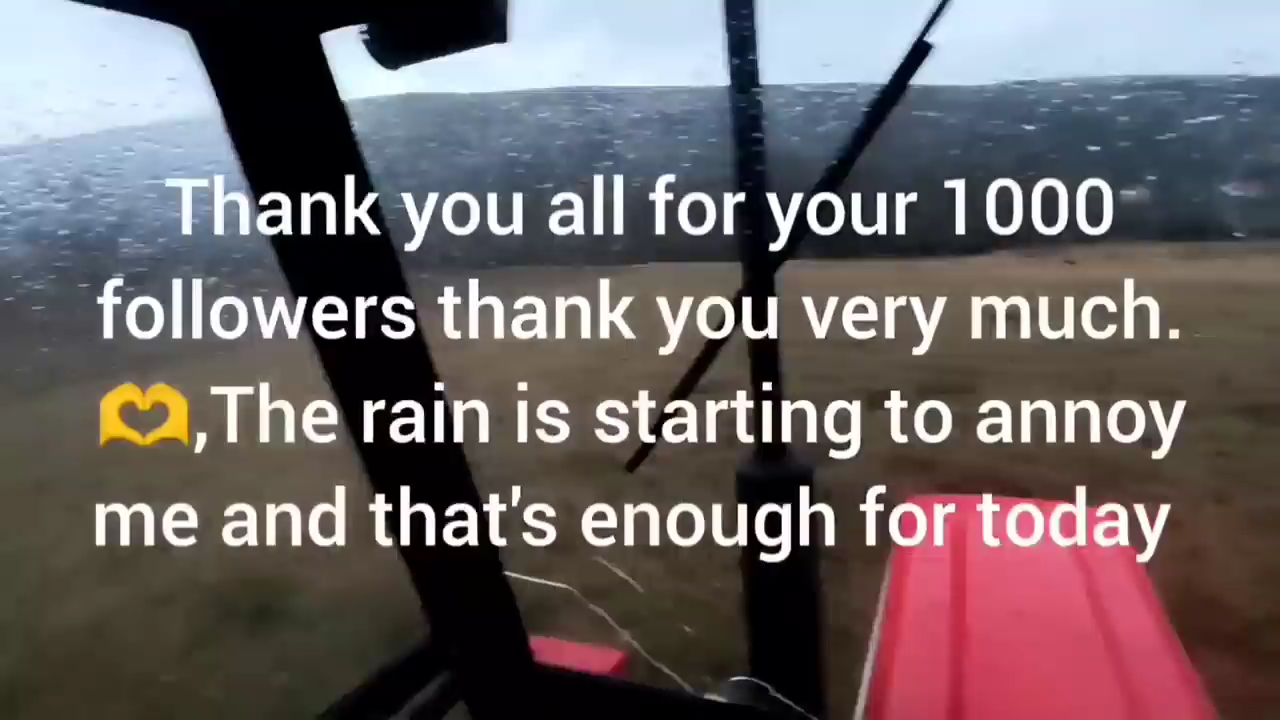 Thank you all for your 1000
followers thank you very much.
🫶,The rain is starting to annoy
me and that's enough for today